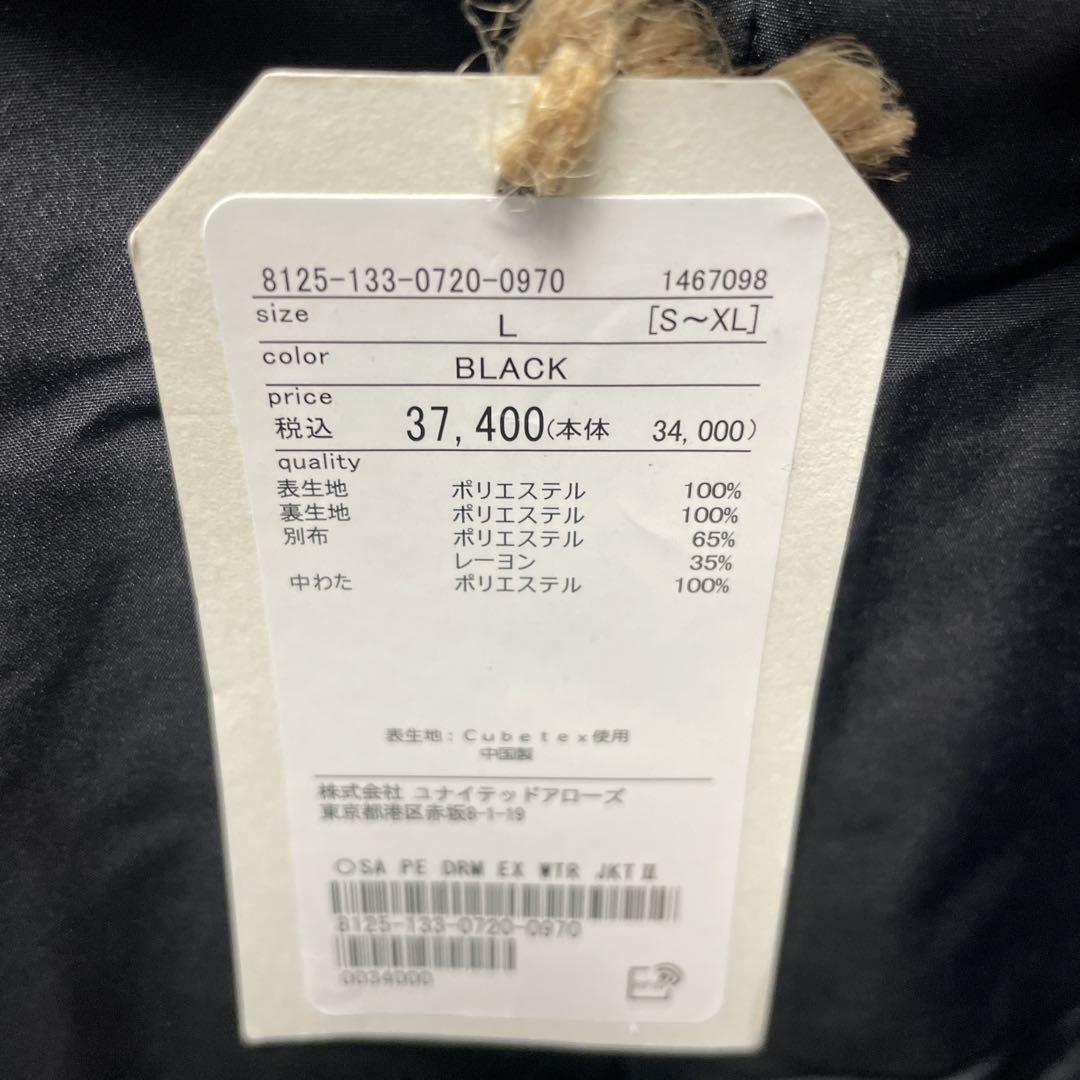 8125-133-0720-0970 1467098
size L [S～XL]
color BLACK
price
税込 37,400(本体 34,000)
quality
表生地 ポリエステル 100%
裏生地 ポリエステル 100%
別布 ポリエステル 65%
レーヨン 35%
中わた ポリエステル 100%
表生地：Ｃｕｂｅｔｅｘ使用
中国製
株式会社 ユナイテッドアローズ
東京都港区赤坂8-1-19
〇SA PE DRM EX WTR JKTⅡ
8125-133-0720-0970
0034000